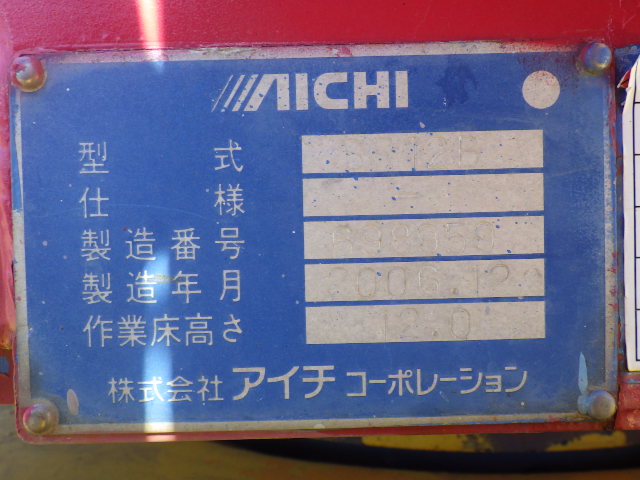 AICHI
型式
仕様 -
製造番号
製造年月 2006.12
作業床高さ 12.0
株式会社 アイチ コーポレーション